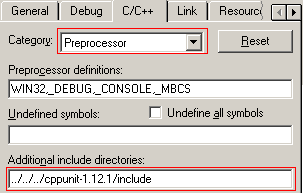 General Debug C/C++ Link Resourc
Category: Preprocessor Reset
Preprocessor definitions:
WIN32,_DEBUG,_CONSOLE,_MBCS
Undefined symbols: Undefine all symbols
Additional include directories:
../../../cppunit-1.12.1/include